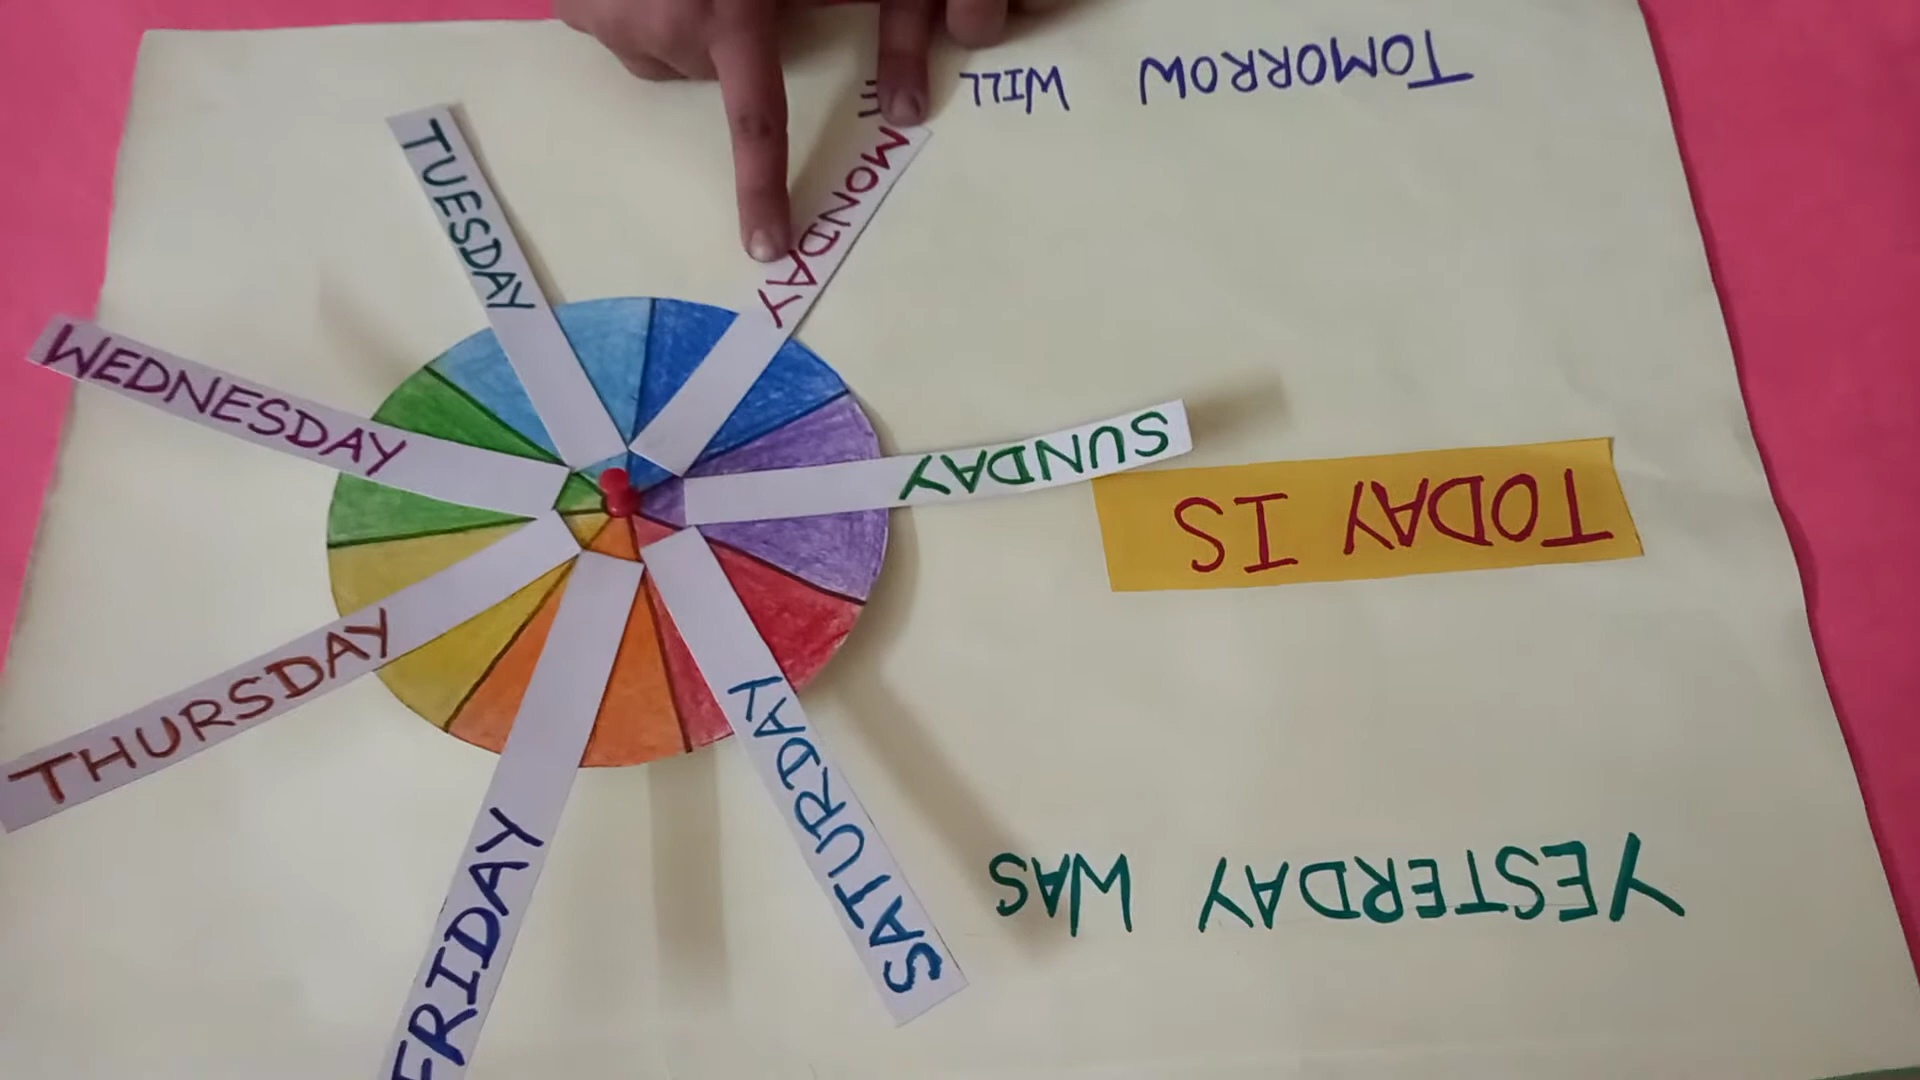 YESTERDAY WAS
TODAY IS
TOMORROW WILL
SUNDAY
MONDAY
TUESDAY
WEDNESDAY
THURSDAY
FRIDAY
SATURDAY